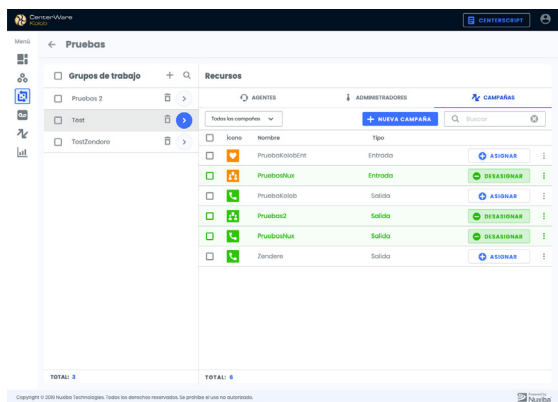 CenterWare
Kolob
CENTERSCRIPT
Menú
Pruebas
Grupos de trabajo
Pruebas 2
Test
TestZendere
TOTAL: 3
Recursos
AGENTES
ADMINISTRADORES
CAMPAÑAS
Todas las campañas
NUEVA CAMPAÑA
Buscar
Ícono Nombre Tipo
PruebaKolobEnt Entrada ASIGNAR
PruebasNux Entrada DESASIGNAR
PruebaKolob Salida ASIGNAR
Pruebas2 Salida DESASIGNAR
PruebasNux Salida DESASIGNAR
Zendere Salida ASIGNAR
TOTAL: 6
Copyright © 2019 Nuxiba Technologies. Todos los derechos reservados. Se prohíbe el uso no autorizado.
Powered by
Nuxiba